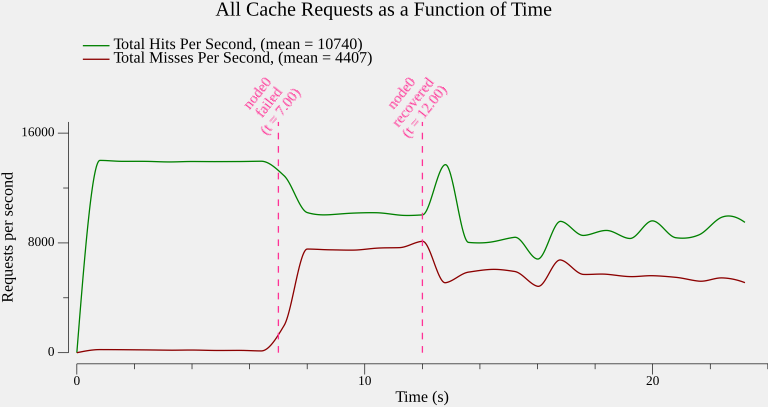 All Cache Requests as a Function of Time
Total Hits Per Second, (mean = 10740)
Total Misses Per Second, (mean = 4407)
node0
failed
(t = 7.00)
node0
recovered
(t = 12.00)
16000
8000
0
Requests per second
0
10
20
Time (s)